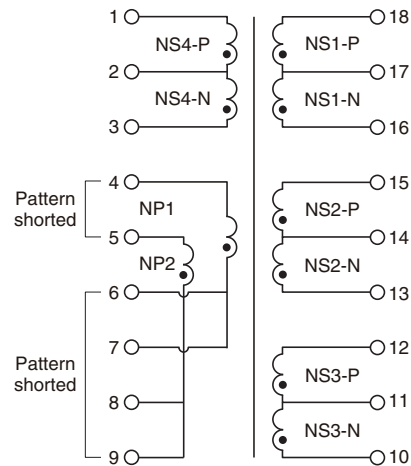 1
NS4-P
2
NS4-N
3
18
NS1-P
17
NS1-N
16
4
Pattern
shorted
NP1
5
NP2
6
7
Pattern
shorted
8
9
15
NS2-P
14
NS2-N
13
12
NS3-P
11
NS3-N
10